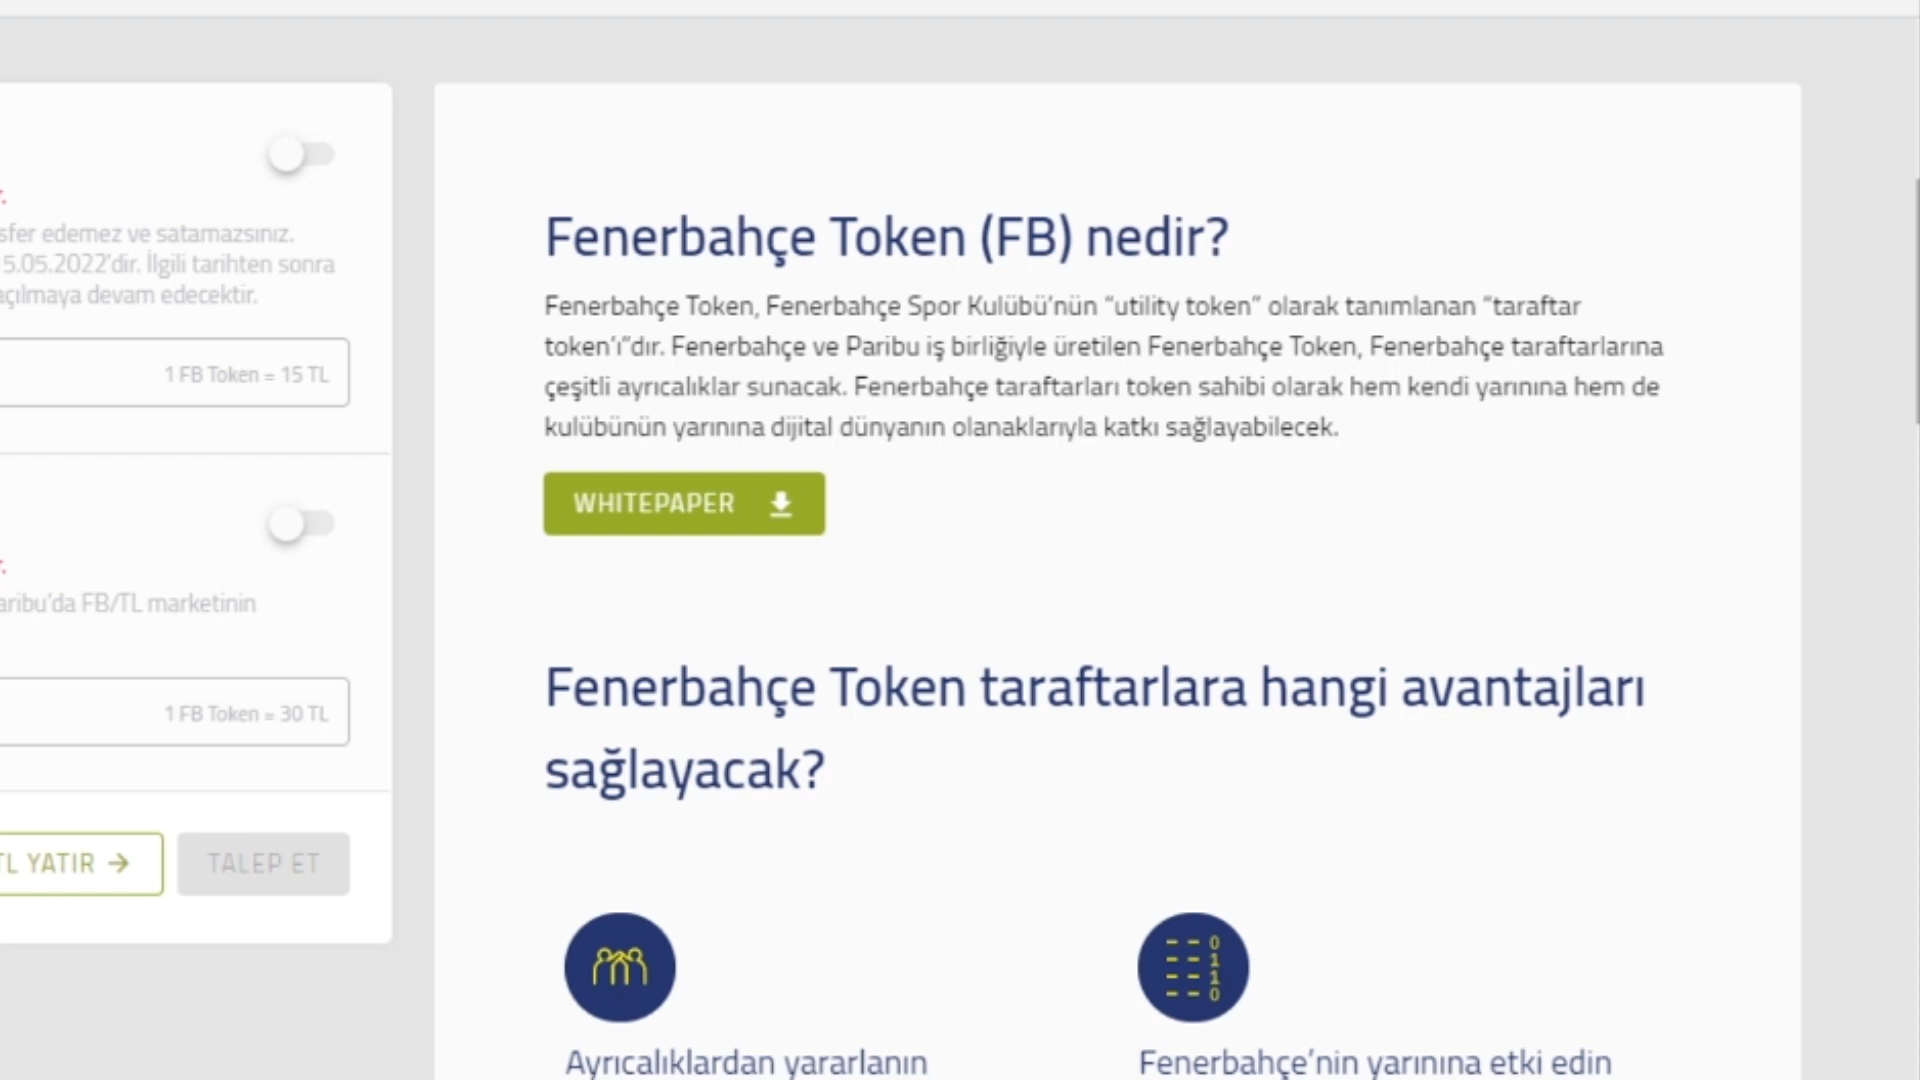 sfer edemez ve satamazsınız.
5.05.2022'dir. İlgili tarihten sonra
açılmaya devam edecektir.
1 FB Token = 15 TL
aribu'da FB/TL marketinin
1 FB Token = 30 TL
TL YATIR →
TALEP ET
Fenerbahçe Token (FB) nedir?
Fenerbahçe Token, Fenerbahçe Spor Kulübü'nün “utility token” olarak tanımlanan “taraftar
token'ı”dır. Fenerbahçe ve Paribu iş birliğiyle üretilen Fenerbahçe Token, Fenerbahçe taraftarlarına
çeşitli ayrıcalıklar sunacak. Fenerbahçe taraftarları token sahibi olarak hem kendi yarınına hem de
kulübünün yarınına dijital dünyanın olanaklarıyla katkı sağlayabilecek.
WHITEPAPER
Fenerbahçe Token taraftarlara hangi avantajları
sağlayacak?
Ayrıcalıklardan yararlanın
Fenerbahçe'nin yarınına etki edin